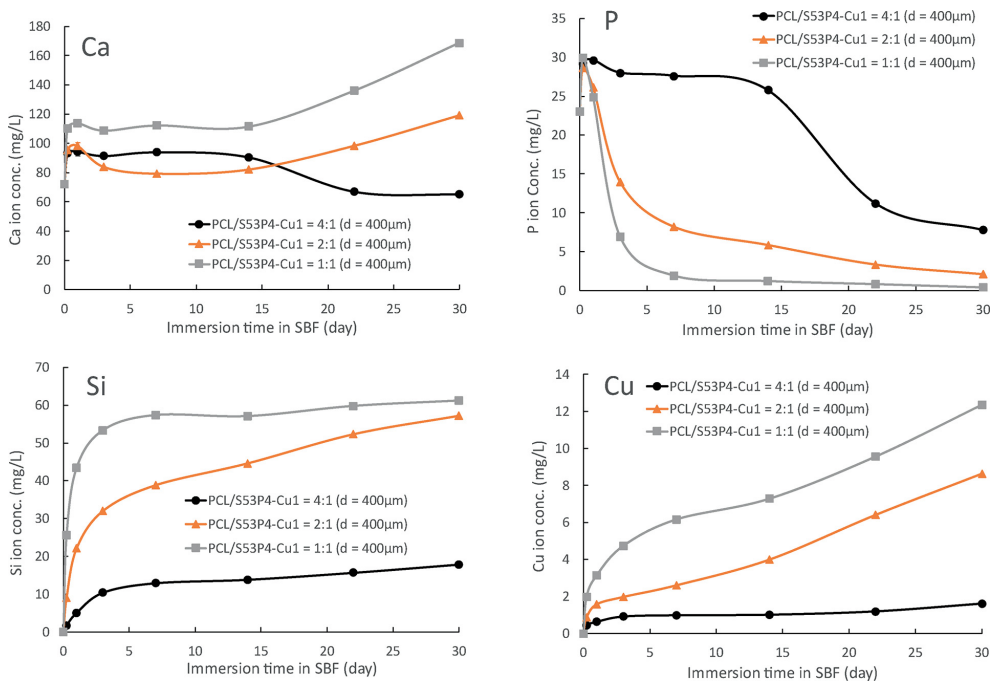 Ca
Ca ion conc. (mg/L)
180
160
140
120
100
80
60
40
20
0
PCL/S53P4-Cu1 = 4:1 (d = 400μm)
PCL/S53P4-Cu1 = 2:1 (d = 400μm)
PCL/S53P4-Cu1 = 1:1 (d = 400μm)
0 5 10 15 20 25 30
Immersion time in SBF (day)
P
P ion Conc. (mg/L)
35
30
25
20
15
10
5
0
PCL/S53P4-Cu1 = 4:1 (d = 400μm)
PCL/S53P4-Cu1 = 2:1 (d = 400μm)
PCL/S53P4-Cu1 = 1:1 (d = 400μm)
0 5 10 15 20 25 30
Immersion time in SBF (day)
Si
Si ion conc. (mg/L)
70
60
50
40
30
20
10
0
PCL/S53P4-Cu1 = 4:1 (d = 400μm)
PCL/S53P4-Cu1 = 2:1 (d = 400μm)
PCL/S53P4-Cu1 = 1:1 (d = 400μm)
0 5 10 15 20 25 30
Immersion time in SBF (day)
Cu
Cu ion conc. (mg/L)
14
12
10
8
6
4
2
0
PCL/S53P4-Cu1 = 4:1 (d = 400μm)
PCL/S53P4-Cu1 = 2:1 (d = 400μm)
PCL/S53P4-Cu1 = 1:1 (d = 400μm)
0 5 10 15 20 25 30
Immersion time in SBF (day)